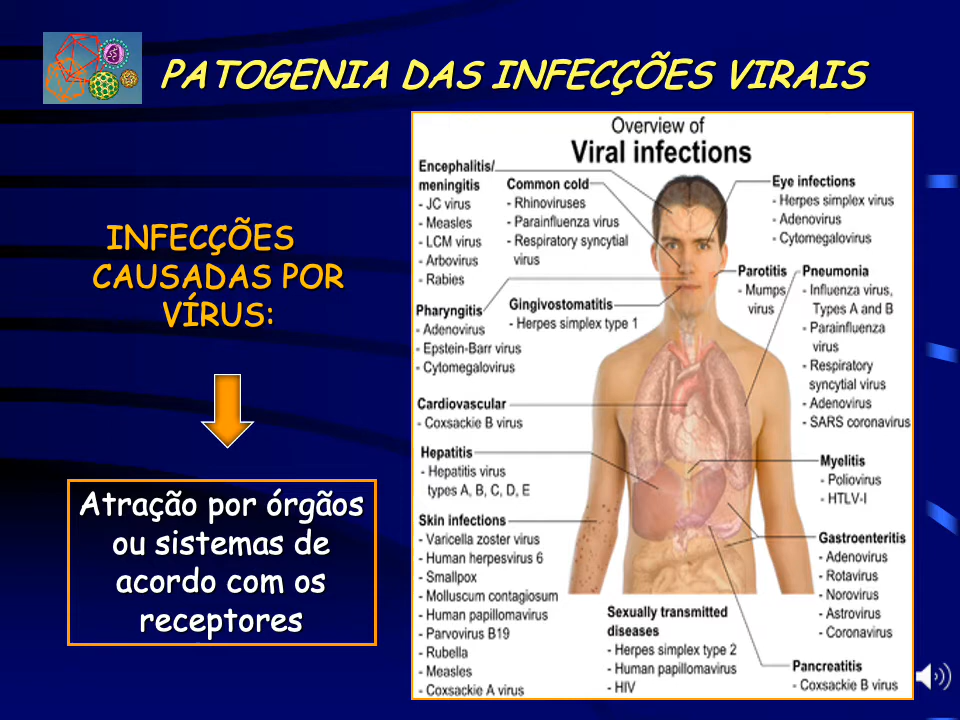 PATOGENIA DAS INFECÇÕES VIRAIS
INFECÇÕES
CAUSADAS POR
VÍRUS:
Atração por órgãos
ou sistemas de
acordo com os
receptores
Overview of
Viral infections
Encephalitis/
meningitis
- JC virus
- Measles
- LCM virus
- Arbovirus
- Rabies
Common cold
- Rhinoviruses
- Parainfluenza virus
- Respiratory syncytial
virus
Eye infections
- Herpes simplex virus
- Adenovirus
- Cytomegalovirus
Pharyngitis
- Adenovirus
- Epstein-Barr virus
- Cytomegalovirus
Gingivostomatitis
- Herpes simplex type 1
Parotitis
- Mumps
virus
Pneumonia
- Influenza virus,
Types A and B
- Parainfluenza
virus
- Respiratory
syncytial virus
- Adenovirus
- SARS coronavirus
Cardiovascular
- Coxsackie B virus
Hepatitis
- Hepatitis virus
types A, B, C, D, E
Myelitis
- Poliovirus
- HTLV-I
Skin infections
- Varicella zoster virus
- Human herpesvirus 6
- Smallpox
- Molluscum contagiosum
- Human papillomavirus
- Parvovirus B19
- Rubella
- Measles
- Coxsackie A virus
Gastroenteritis
- Adenovirus
- Rotavirus
- Norovirus
- Astrovirus
- Coronavirus
Sexually transmitted
diseases
- Herpes simplex type 2
- Human papillomavirus
- HIV
Pancreatitis
- Coxsackie B virus